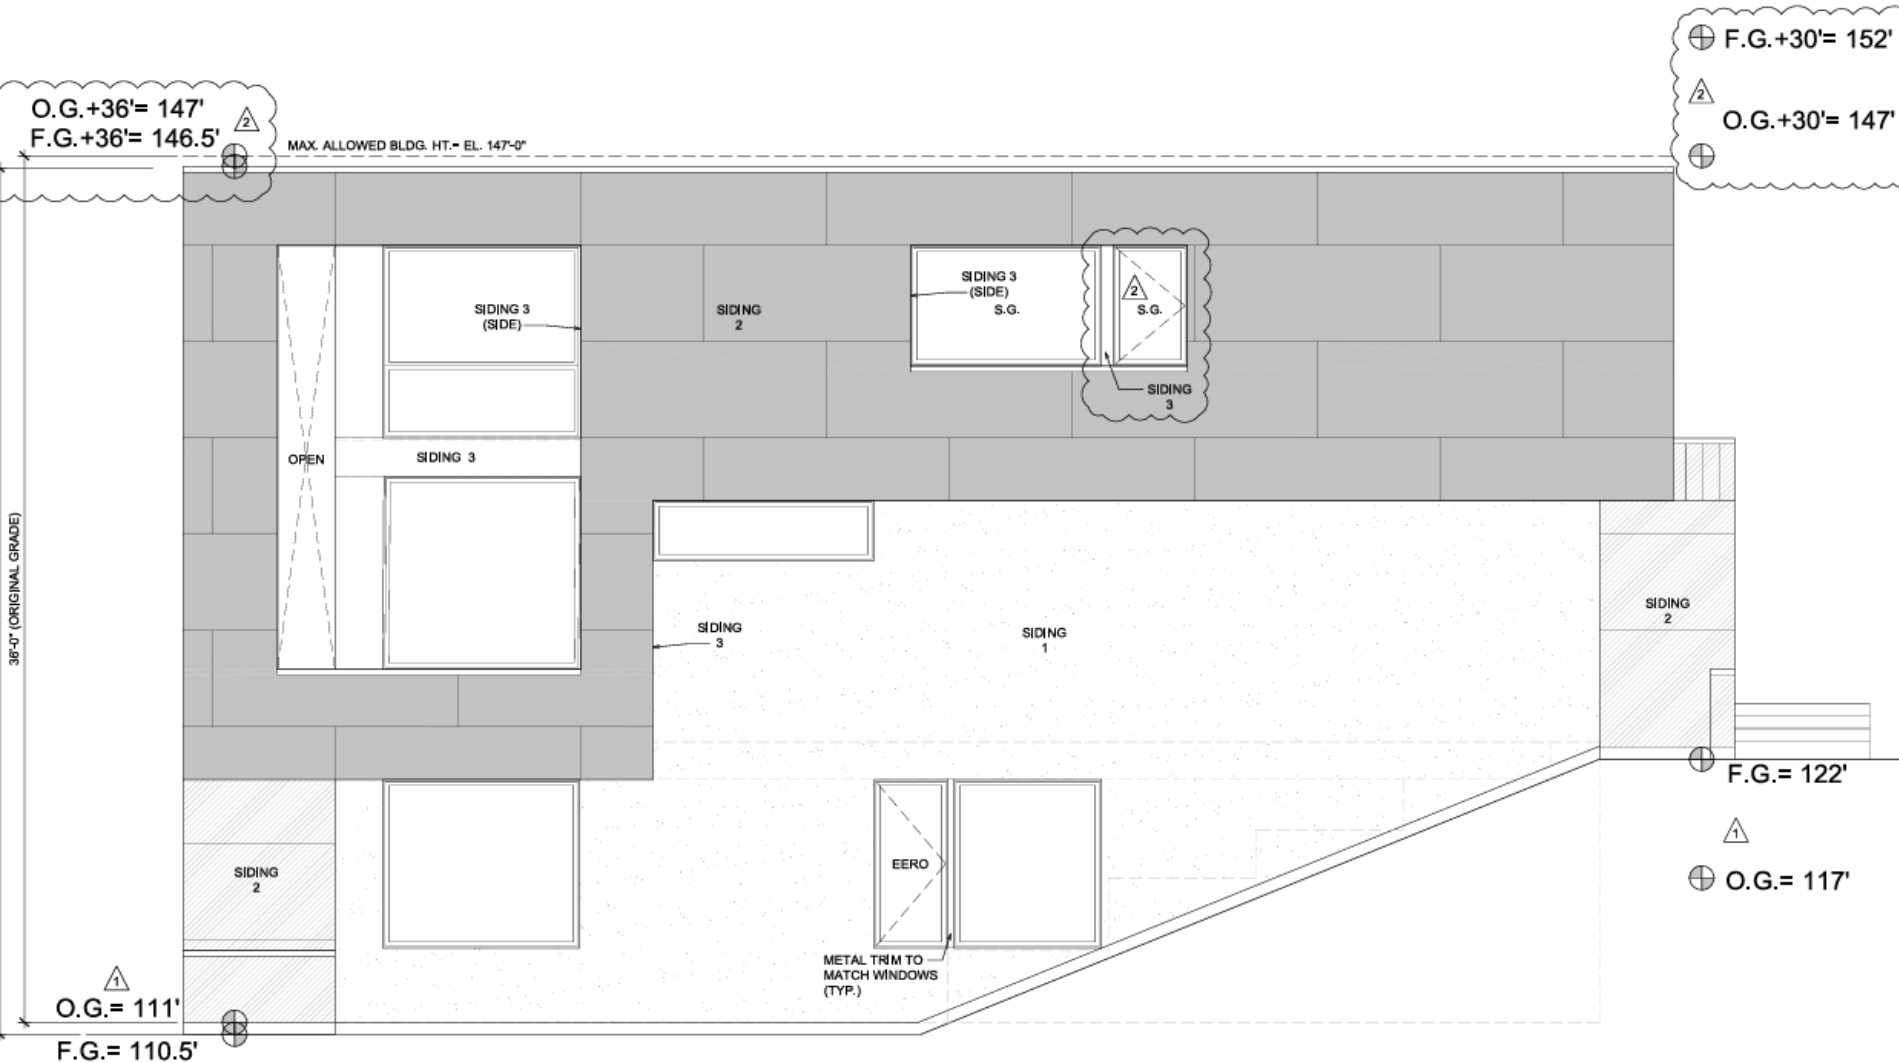 F.G.+30'= 152'
2
O.G.+30'= 147'
O.G.+36'= 147'
F.G.+36'= 146.5'
2
MAX. ALLOWED BLDG. HT.- EL. 147'-0"
SIDING 3
(SIDE)
SIDING
2
SIDING 3
(SIDE)
S.G.
2
S.G.
SIDING
3
OPEN
SIDING 3
36'-0" (ORIGINAL GRADE)
SIDING
3
SIDING
1
SIDING
2
F.G.= 122'
1
O.G.= 117'
SIDING
2
EERO
METAL TRIM TO
MATCH WINDOWS
(TYP.)
1
O.G.= 111'
F.G.= 110.5'